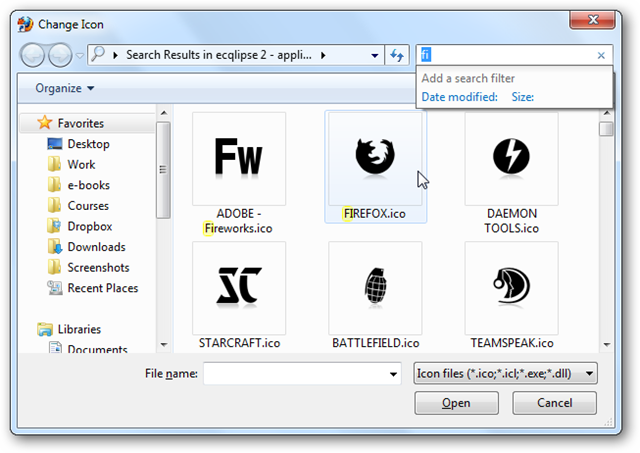 Change Icon
Search Results in ecqlipse 2 - appli...
fi
Add a search filter
Date modified: Size:
Organize
Favorites
Desktop
Work
e-books
Courses
Dropbox
Downloads
Screenshots
Recent Places
Libraries
Documents
Fw
ADOBE -
Fireworks.ico
FIREFOX.ico
DAEMON
TOOLS.ico
SC
STARCRAFT.ico
BATTLEFIELD.ico
TEAMSPEAK.ico
File name:
Icon files (*.ico;*.icl;*.exe;*.dll)
Open
Cancel